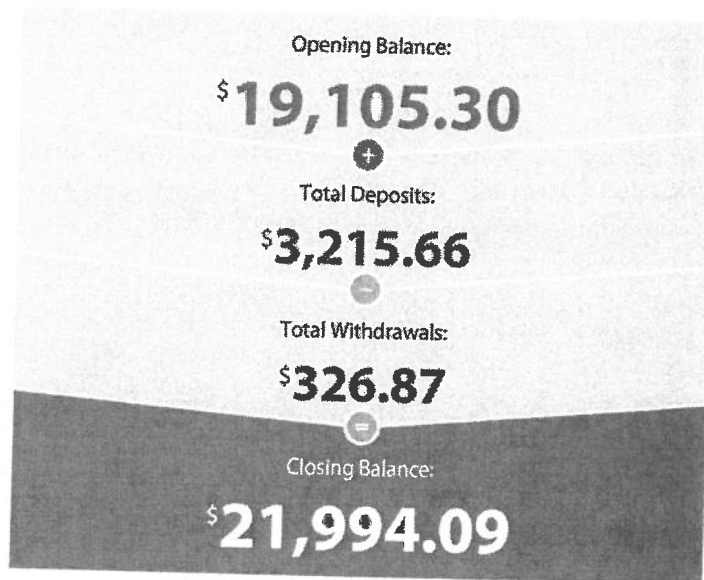 Opening Balance:
$19,105.30
+
Total Deposits:
$3,215.66
−
Total Withdrawals:
$326.87
=
Closing Balance:
$21,994.09